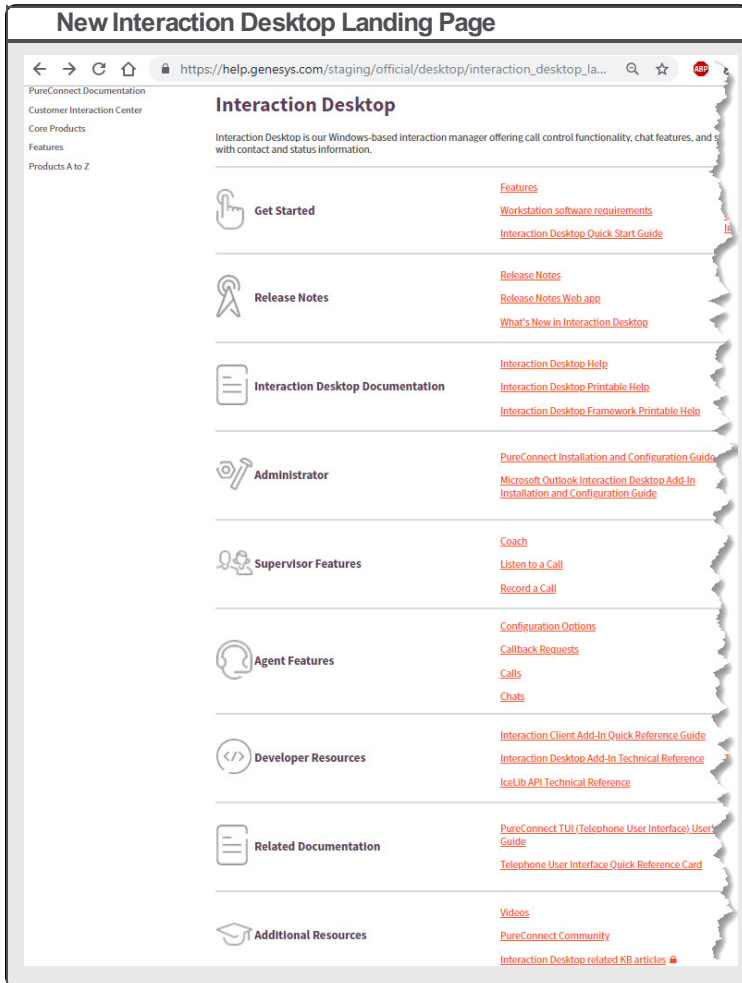 New Interaction Desktop Landing Page
https://help.genesys.com/staging/official/desktop/interaction_desktop_la...
ABP
PureConnect Documentation
Customer Interaction Center
Core Products
Features
Products A to Z
Interaction Desktop
Interaction Desktop is our Windows-based interaction manager offering call control functionality, chat features, and
with contact and status information.
Get Started
Features
Workstation software requirements
Interaction Desktop Quick Start Guide
Release Notes
Release Notes
Release Notes Web app
What's New in Interaction Desktop
Interaction Desktop Documentation
Interaction Desktop Help
Interaction Desktop Printable Help
Interaction Desktop Framework Printable Help
Administrator
PureConnect Installation and Configuration Guide
Microsoft Outlook Interaction Desktop Add-In
Installation and Configuration Guide
Supervisor Features
Coach
Listen to a Call
Record a Call
Agent Features
Configuration Options
Callback Requests
Calls
Chats
Developer Resources
Interaction Client Add-In Quick Reference Guide
Interaction Desktop Add-In Technical Reference
IceLib API Technical Reference
Related Documentation
PureConnect TUI (Telephone User Interface) User's
Guide
Telephone User Interface Quick Reference Card
Additional Resources
Videos
PureConnect Community
Interaction Desktop related KB articles